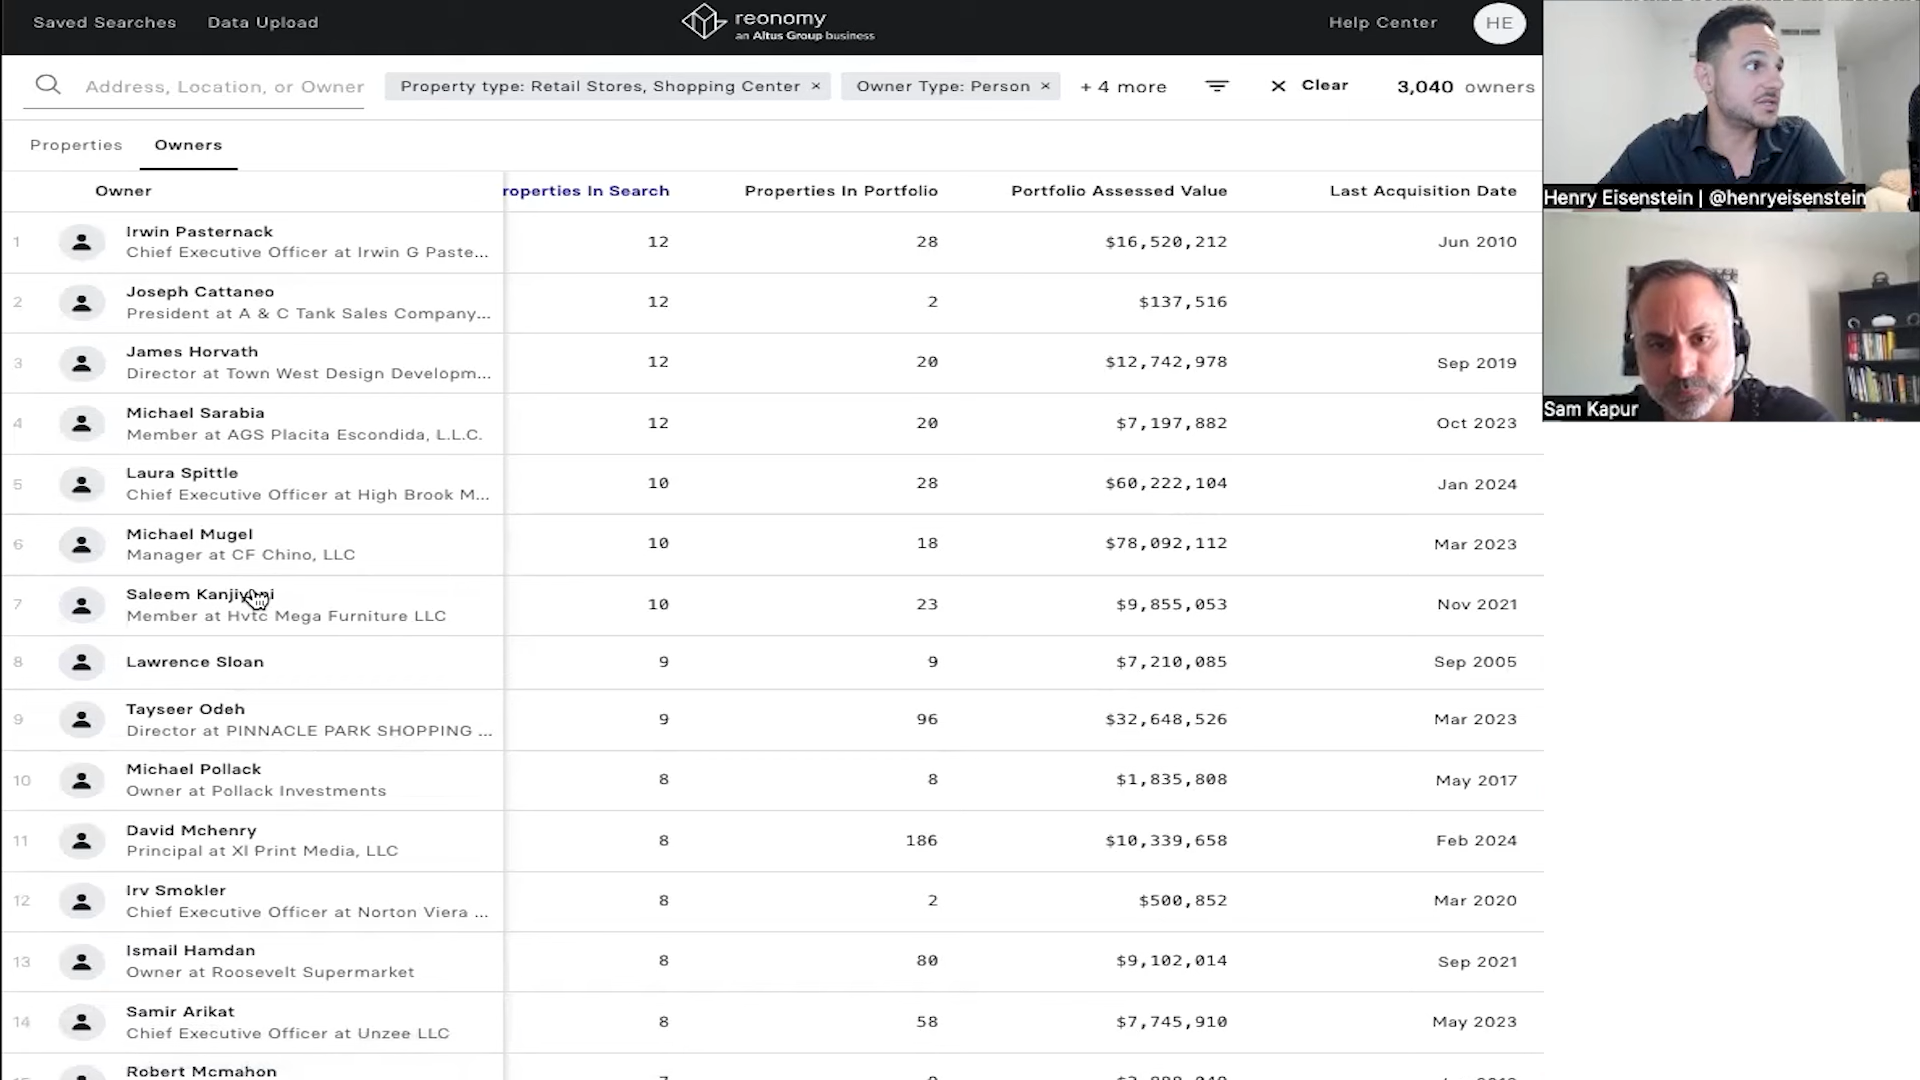 Saved Searches
Data Upload
reonomy
an Altus Group business
Help Center
HE
Address, Location, or Owner
Property type: Retail Stores, Shopping Center ×
Owner Type: Person ×
+ 4 more
Clear
3,040 owners
Properties
Owners
Owner
roperties In Search
Properties In Portfolio
Portfolio Assessed Value
Last Acquisition Date
1
Irwin Pasternack
Chief Executive Officer at Irwin G Paste...
12
28
$16,520,212
Jun 2010
2
Joseph Cattaneo
President at A & C Tank Sales Company...
12
2
$137,516
3
James Horvath
Director at Town West Design Developm...
12
20
$12,742,978
Sep 2019
4
Michael Sarabia
Member at AGS Placita Escondida, L.L.C.
12
20
$7,197,882
Oct 2023
5
Laura Spittle
Chief Executive Officer at High Brook M...
10
28
$60,222,104
Jan 2024
6
Michael Mugel
Manager at CF Chino, LLC
10
18
$78,092,112
Mar 2023
7
Saleem
Member at Hvtc Mega Furniture LLC
10
23
$9,855,053
Nov 2021
8
Lawrence Sloan
9
9
$7,210,085
Sep 2005
9
Tayseer Odeh
Director at PINNACLE PARK SHOPPING ...
9
96
$32,648,526
Mar 2023
10
Michael Pollack
Owner at Pollack Investments
8
8
$1,835,808
May 2017
11
David Mchenry
Principal at Xl Print Media, LLC
8
186
$10,339,658
Feb 2024
12
Irv Smokler
Chief Executive Officer at Norton Viera ...
8
2
$500,852
Mar 2020
13
Ismail Hamdan
Owner at Roosevelt Supermarket
8
80
$9,102,014
Sep 2021
14
Samir Arikat
Chief Executive Officer at Unzee LLC
8
58
$7,745,910
May 2023
Robert Mcmahon
Henry Eisenstein | @henryeisenstein
Sam Kapur